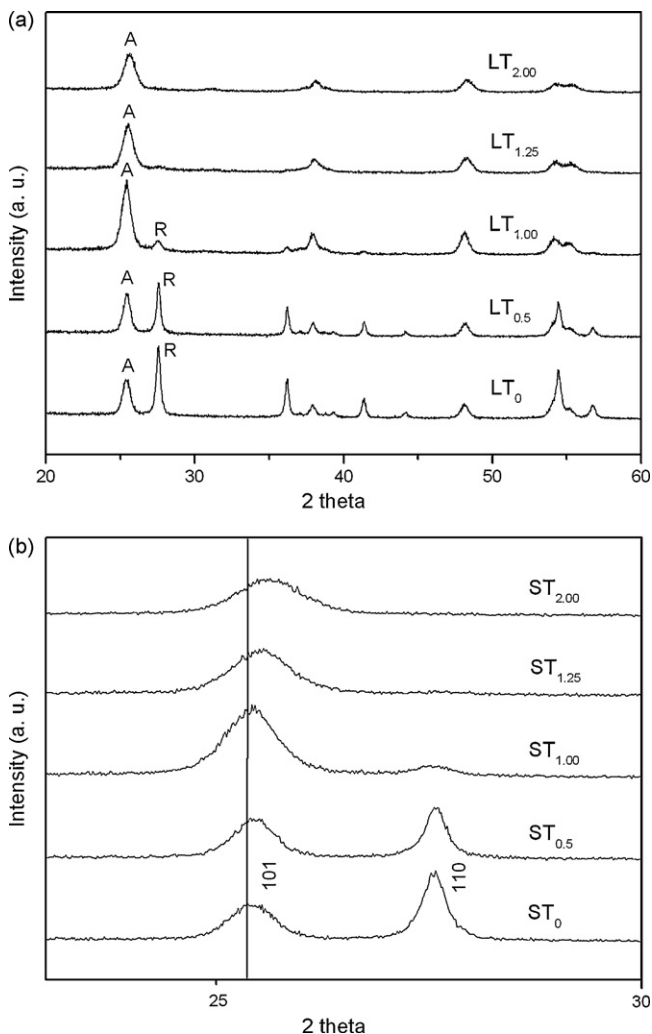 (a)
Intensity (a. u.)
A
LT2.00
A
LT1.25
A
R
LT1.00
A
R
LT0.5
A
R
LT0
20 30 40 50 60
2 theta
(b)
Intensity (a. u.)
ST2.00
ST1.25
ST1.00
ST0.5
101
110
ST0
25 30
2 theta